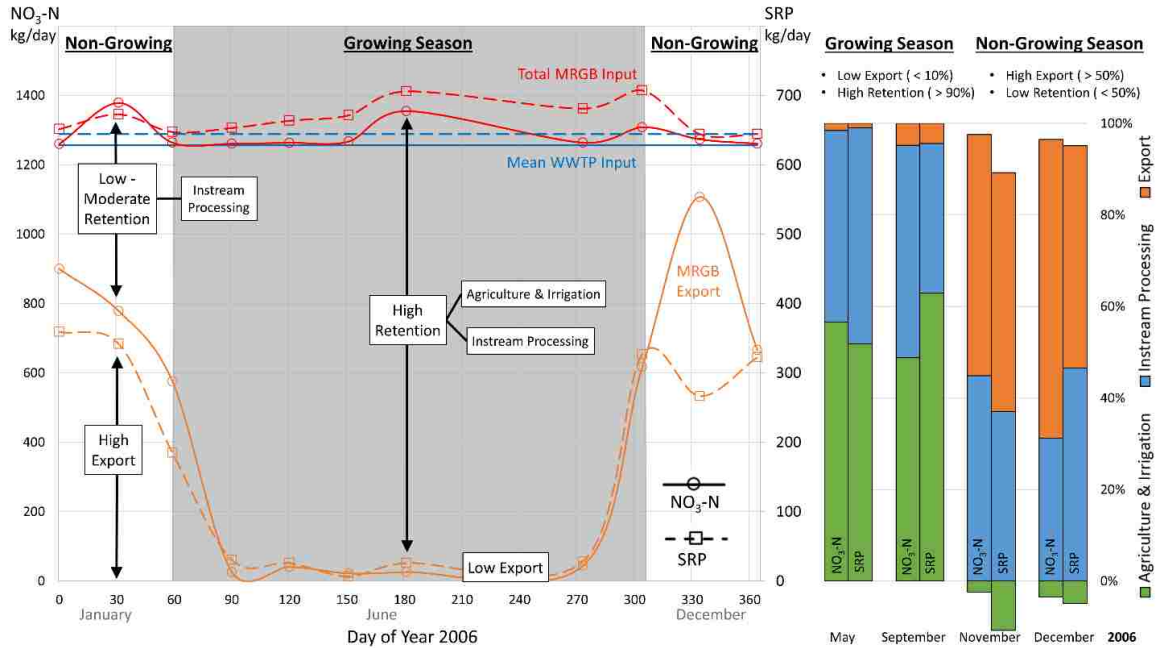 NO3-N
kg/day
SRP
kg/day
Non-Growing
Growing Season
Non-Growing
Total MRGB Input
Mean WWTP Input
Low -
Moderate
Retention
Instream
Processing
High
Export
High
Retention
Agriculture & Irrigation
Instream Processing
MRGB
Export
Low Export
NO3-N
SRP
1400
1200
1000
800
600
400
200
0
700
600
500
400
300
200
100
0
0 30 60 90 120 150 180 210 240 270 300 330 360
January June December
Day of Year 2006
Growing Season
Non-Growing Season
• Low Export ( < 10%)
• High Retention ( > 90%)
• High Export ( > 50%)
• Low Retention ( < 50%)
100%
80%
60%
40%
20%
0%
NO3-N SRP NO3-N SRP NO3-N SRP NO3-N SRP
May September November December 2006
Agriculture & Irrigation
Instream Processing
Export